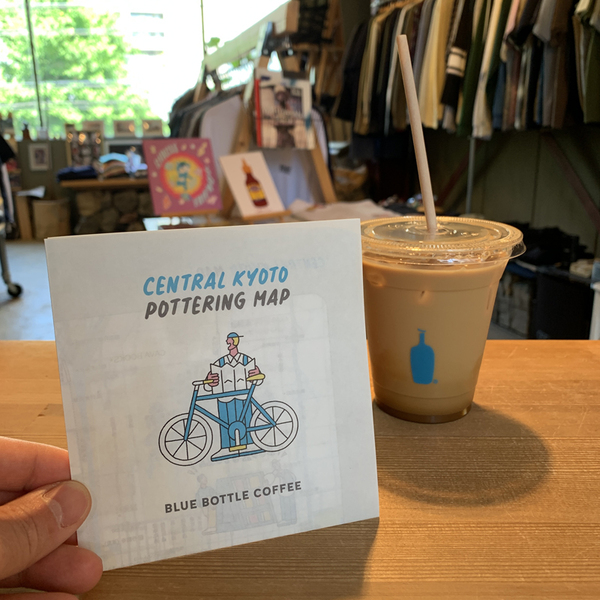 CENTRAL KYOTO
POTTERING MAP
BLUE BOTTLE COFFEE